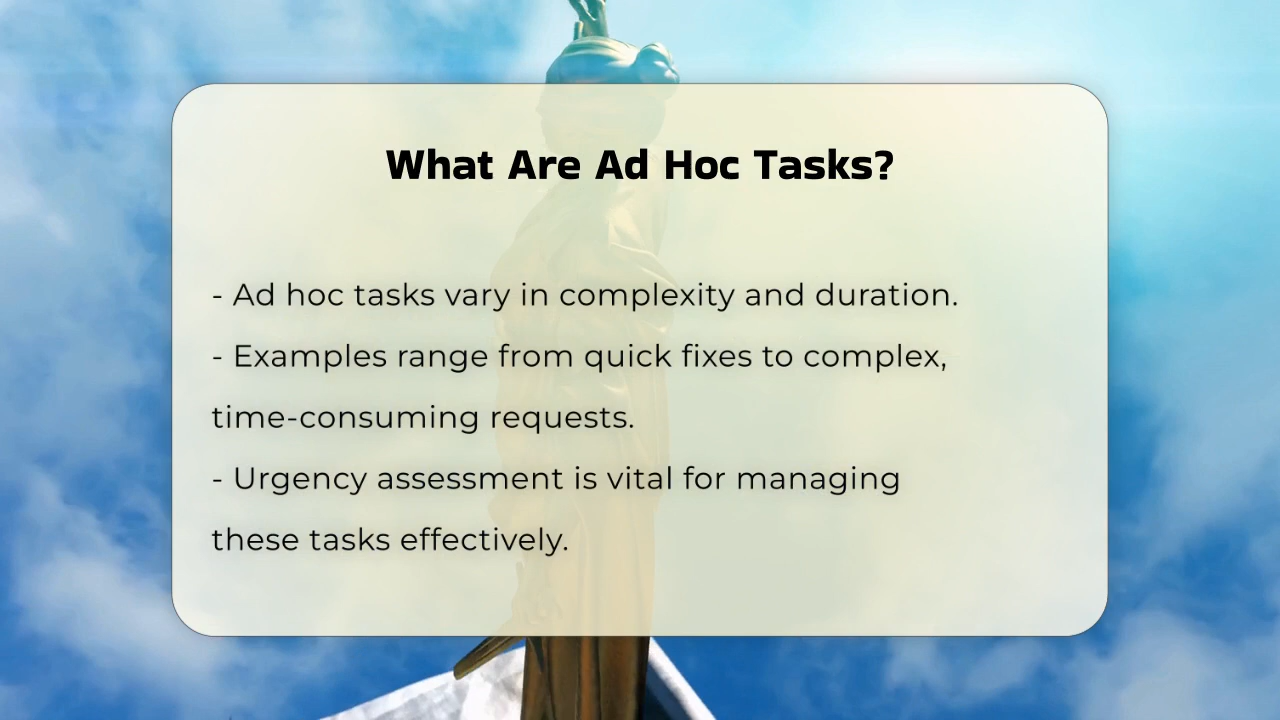 What Are Ad Hoc Tasks?
- Ad hoc tasks vary in complexity and duration.
- Examples range from quick fixes to complex,
time-consuming requests.
- Urgency assessment is vital for managing
these tasks effectively.